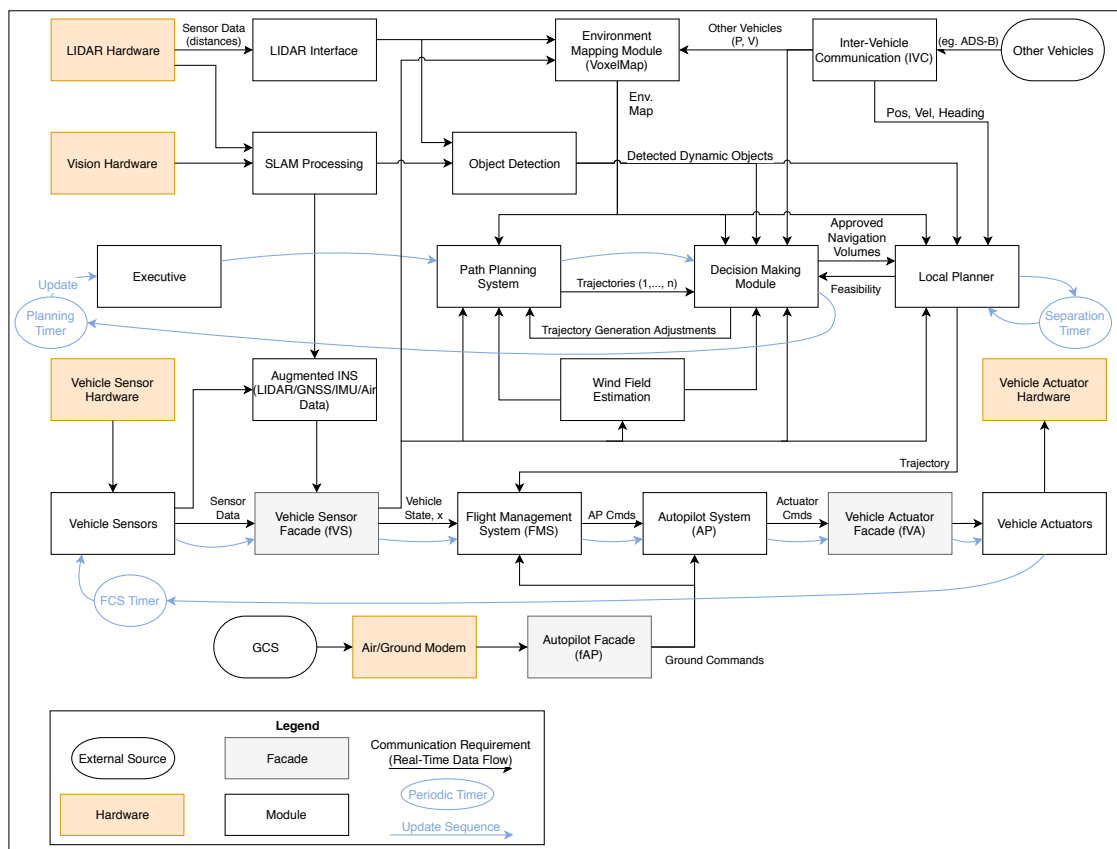 LIDAR Hardware
Sensor Data
(distances)
LIDAR Interface
Environment
Mapping Module
(VoxelMap)
Other Vehicles
(P, V)
Inter-Vehicle
Communication (IVC)
(eg. ADS-B)
Other Vehicles
Env.
Map
Pos, Vel, Heading
Vision Hardware
SLAM Processing
Object Detection
Detected Dynamic Objects
Executive
Update
Planning
Timer
Path Planning
System
Trajectories (1,..., n)
Trajectory Generation Adjustments
Decision Making
Module
Approved
Navigation
Volumes
Feasibility
Local Planner
Separation
Timer
Vehicle Sensor
Hardware
Augmented INS
(LIDAR/GNSS/IMU/Air
Data)
Wind Field
Estimation
Vehicle Actuator
Hardware
Trajectory
Vehicle Sensors
Sensor
Data
Vehicle Sensor
Facade (fVS)
Vehicle
State, x
Flight Management
System (FMS)
AP Cmds
Autopilot System
(AP)
Actuator
Cmds
Vehicle Actuator
Facade (fVA)
Vehicle Actuators
FCS Timer
GCS
Air/Ground Modem
Autopilot Facade
(fAP)
Ground Commands
Legend
External Source
Facade
Communication Requirement
(Real-Time Data Flow)
Periodic Timer
Hardware
Module
Update Sequence